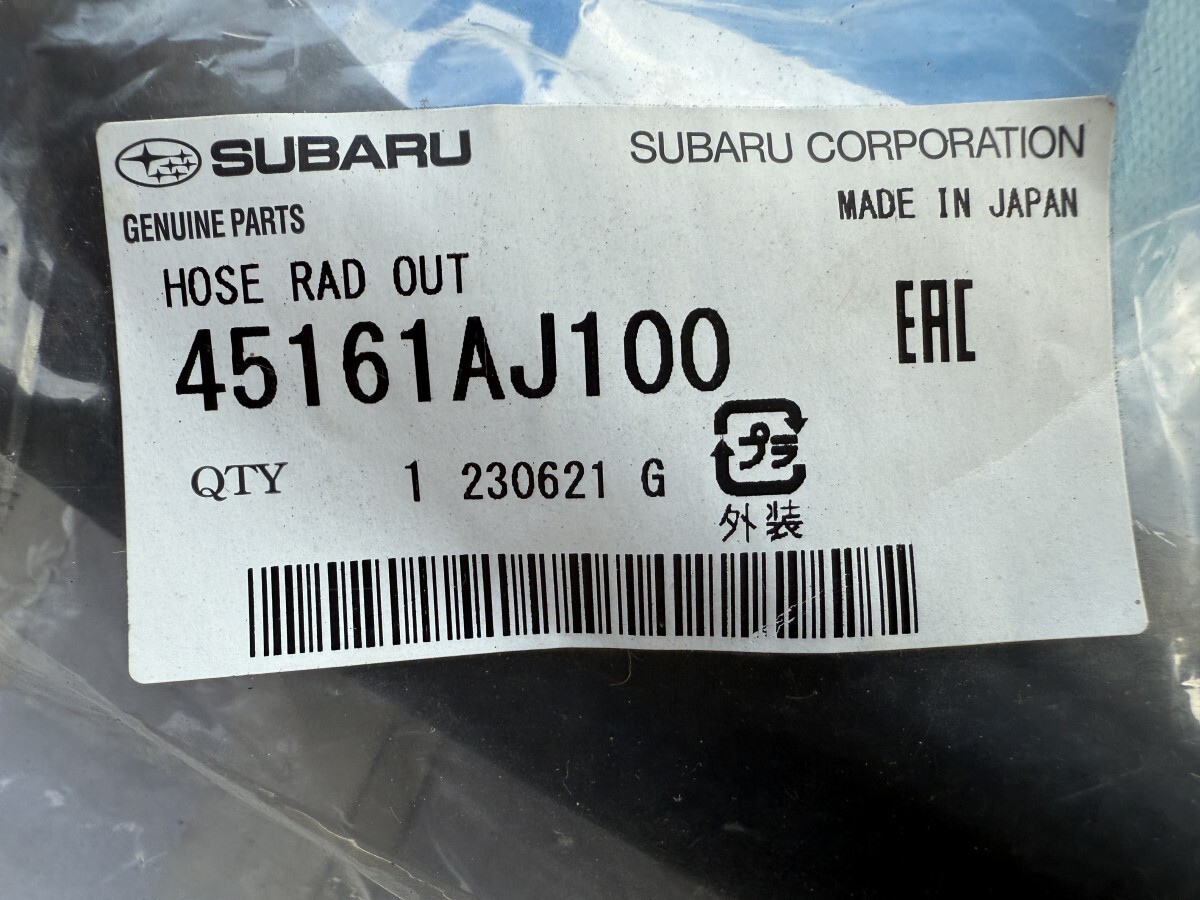 SUBARU
SUBARU CORPORATION
GENUINE PARTS
MADE IN JAPAN
HOSE RAD OUT
EAC
45161AJ100
プラ
QTY 1 230621 G
外装